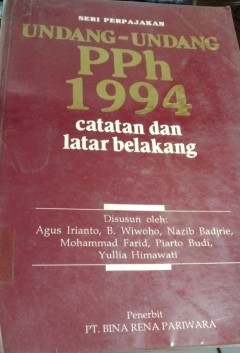 SERI PERPAJAKAN
UNDANG-UNDANG
PPh
1994
catatan dan
latar belakang
Disusun oleh:
Agus Irianto, B. Wiwoho, Nazib Badjrie,
Mohammad Farid, Piarto Budi,
Yullia Himawati
Penerbit
PT. BINA RENA PARIWARA